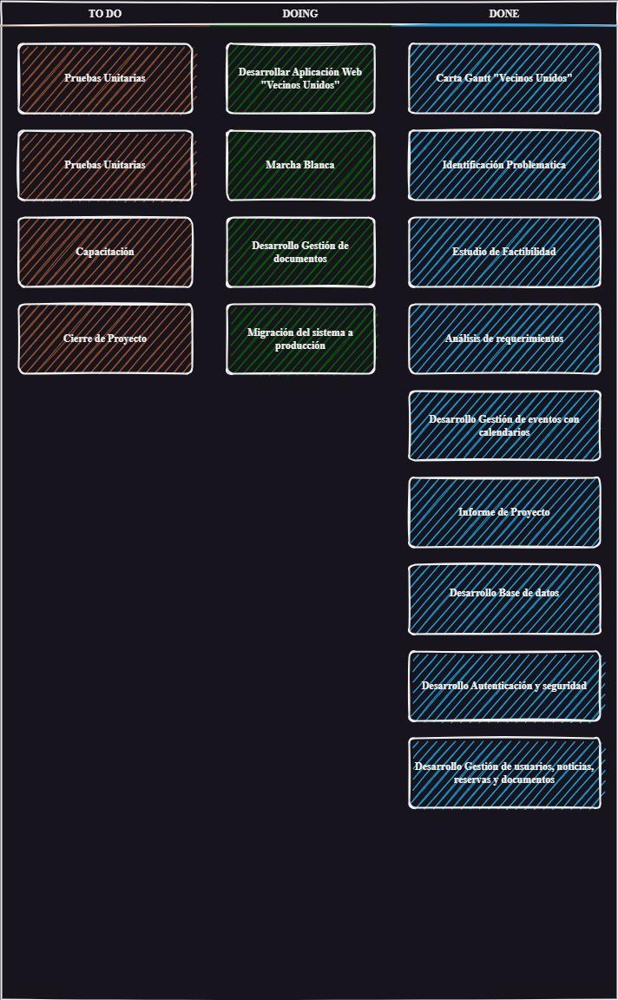 TO DO
DOING
DONE
Pruebas Unitarias
Pruebas Unitarias
Capacitación
Cierre de Proyecto
Desarrollar Aplicación Web
"Vecinos Unidos"
Marcha Blanca
Desarrollo Gestión de
documentos
Migración del sistema a
producción
Carta Gantt "Vecinos Unidos"
Identificación Problematica
Estudio de Factibilidad
Análisis de requerimientos
Desarrollo Gestión de eventos con
calendarios
Informe de Proyecto
Desarrollo Base de datos
Desarrollo Autenticación y seguridad
Desarrollo Gestión de usuarios, noticias,
reservas y documentos